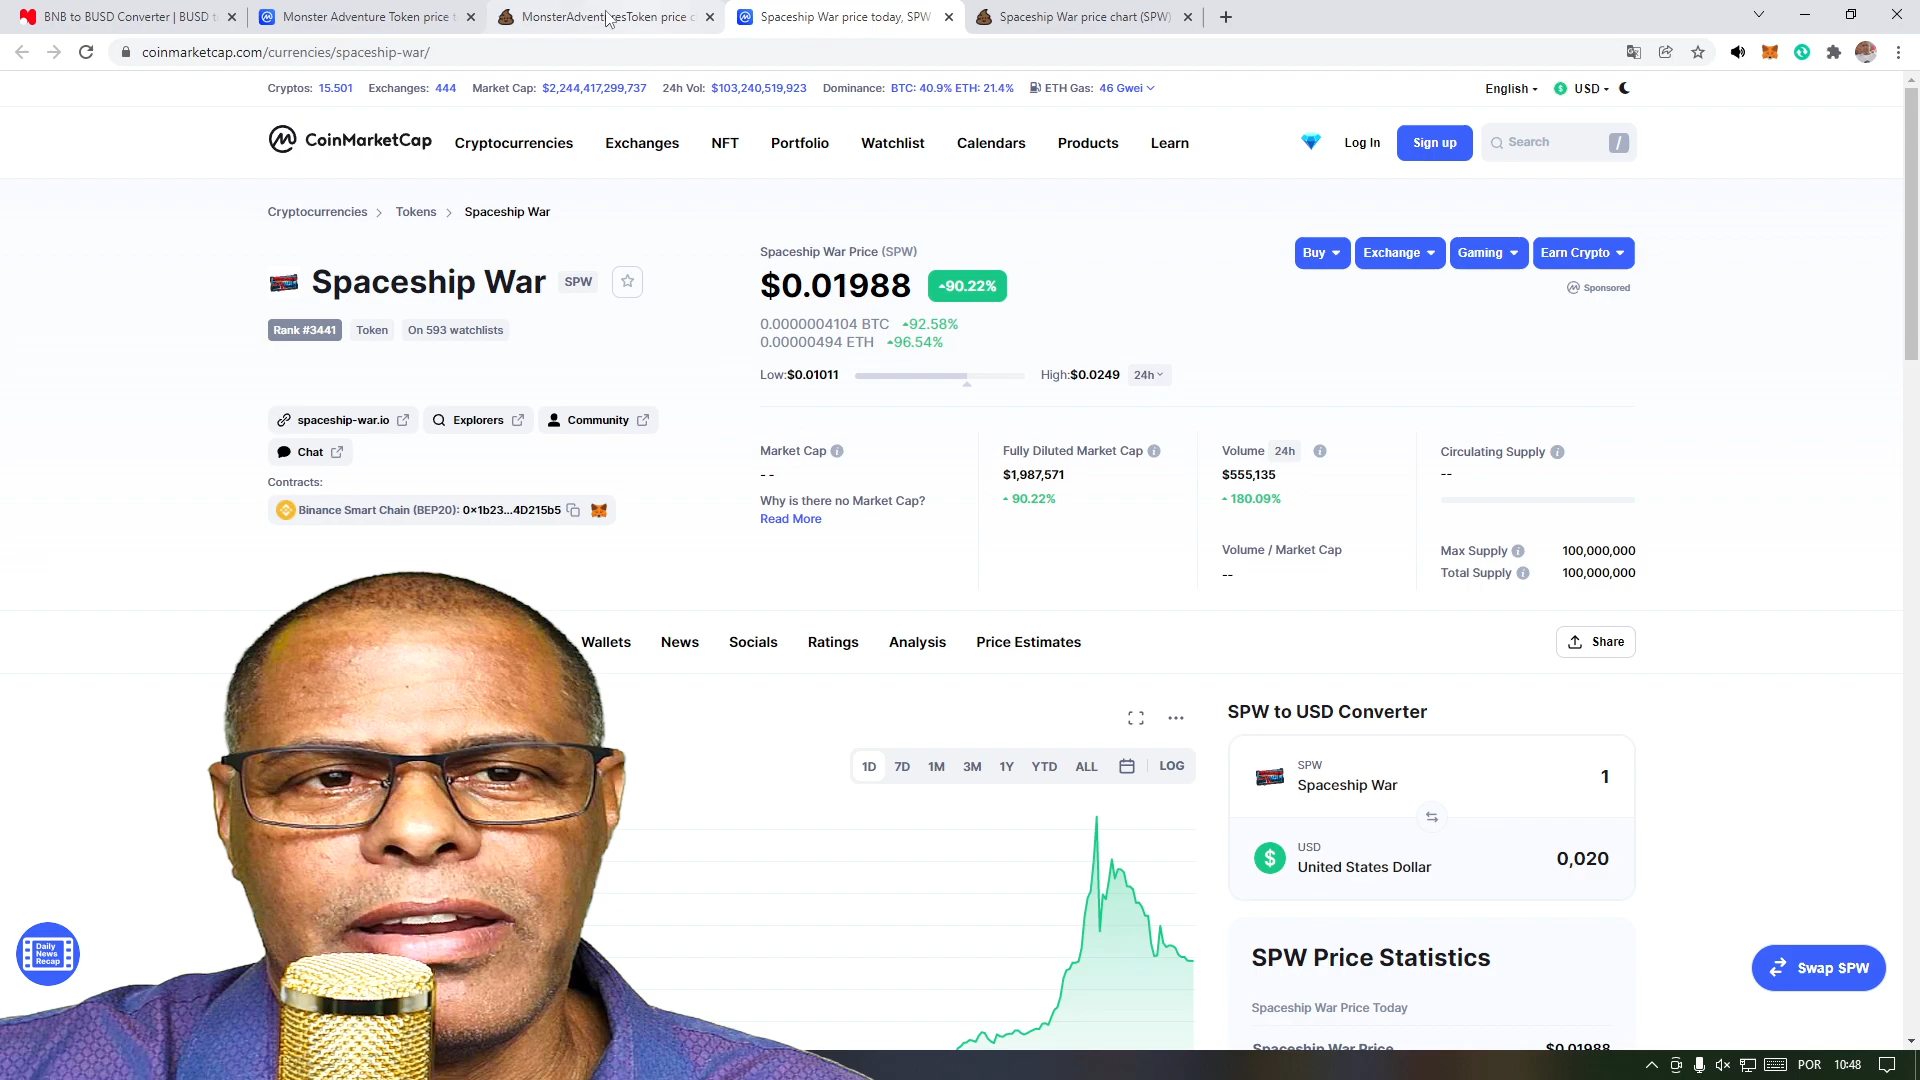 BNB to BUSD Converter | BUSD t
Monster Adventure Token price t
MonsterAdventuresToken price c
Spaceship War price today, SPW
Spaceship War price chart (SPW)
coinmarketcap.com/currencies/spaceship-war/
Cryptos: 15.501 Exchanges: 444 Market Cap: $2,244,417,299,737 24h Vol: $103,240,519,923 Dominance: BTC: 40.9% ETH: 21.4% ETH Gas: 46 Gwei
English USD
CoinMarketCap Cryptocurrencies Exchanges NFT Portfolio Watchlist Calendars Products Learn Log In Sign up Search /
Cryptocurrencies > Tokens > Spaceship War
Spaceship War SPW
Rank #3441 Token On 593 watchlists
spaceship-war.io Explorers Community
Chat
Contracts:
Binance Smart Chain (BEP20): 0x1b23...4D215b5
Spaceship War Price (SPW)
$0.01988 90.22%
0.0000004104 BTC 92.58%
0.00000494 ETH 96.54%
Low:$0.01011 High:$0.0249 24h
Buy Exchange Gaming Earn Crypto
Sponsored
Market Cap
- -
Why is there no Market Cap?
Read More
Fully Diluted Market Cap
$1,987,571
90.22%
Volume 24h
$555,135
180.09%
Volume / Market Cap
--
Circulating Supply
--
Max Supply 100,000,000
Total Supply 100,000,000
Wallets News Socials Ratings Analysis Price Estimates Share
1D 7D 1M 3M 1Y YTD ALL LOG
SPW to USD Converter
SPW
Spaceship War 1
USD
United States Dollar 0,020
SPW Price Statistics
Spaceship War Price Today
Spaceship War Price $0.01988
Swap SPW
Daily
News
Recap
POR 10:48